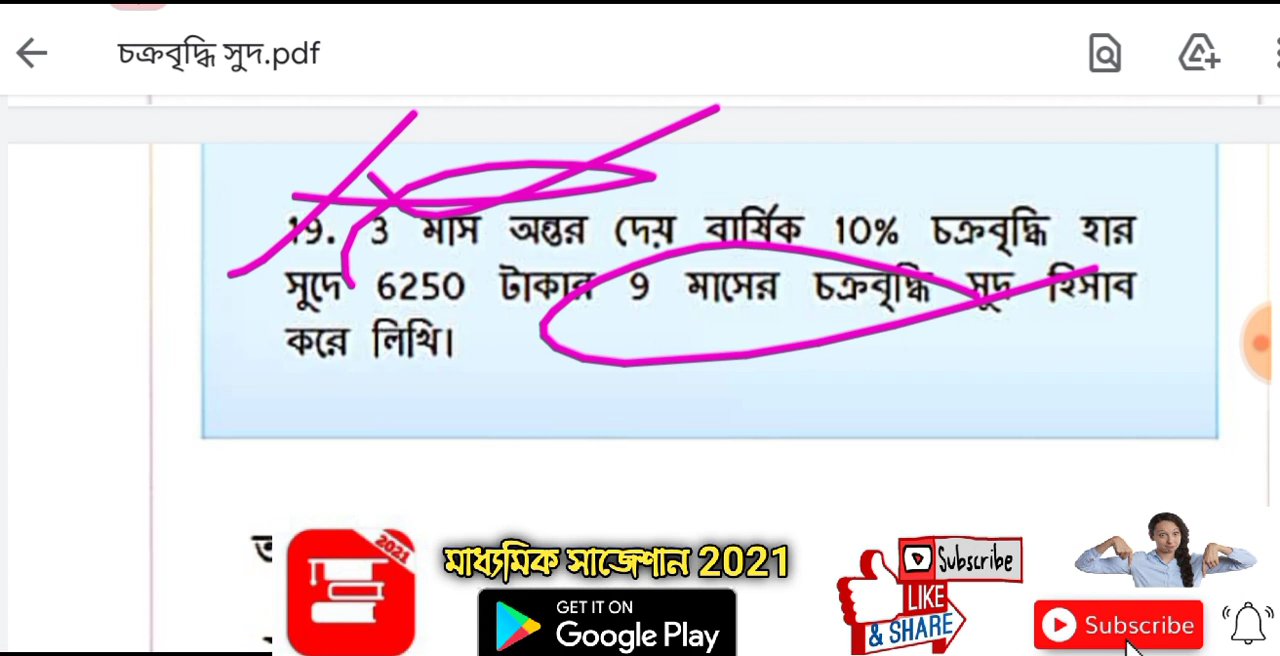 চক্রবৃদ্ধি সুদ.pdf
19. 3 মাস অন্তর দেয় বার্ষিক 10% চক্রবৃদ্ধি হার
সুদে 6250 টাকার 9 মাসের চক্রবৃদ্ধি সুদ হিসাব
করে লিখি।
2021
মাধ্যমিক সাজেশান 2021
GET IT ON
Google Play
Subscribe
LIKE
& SHARE
Subscribe